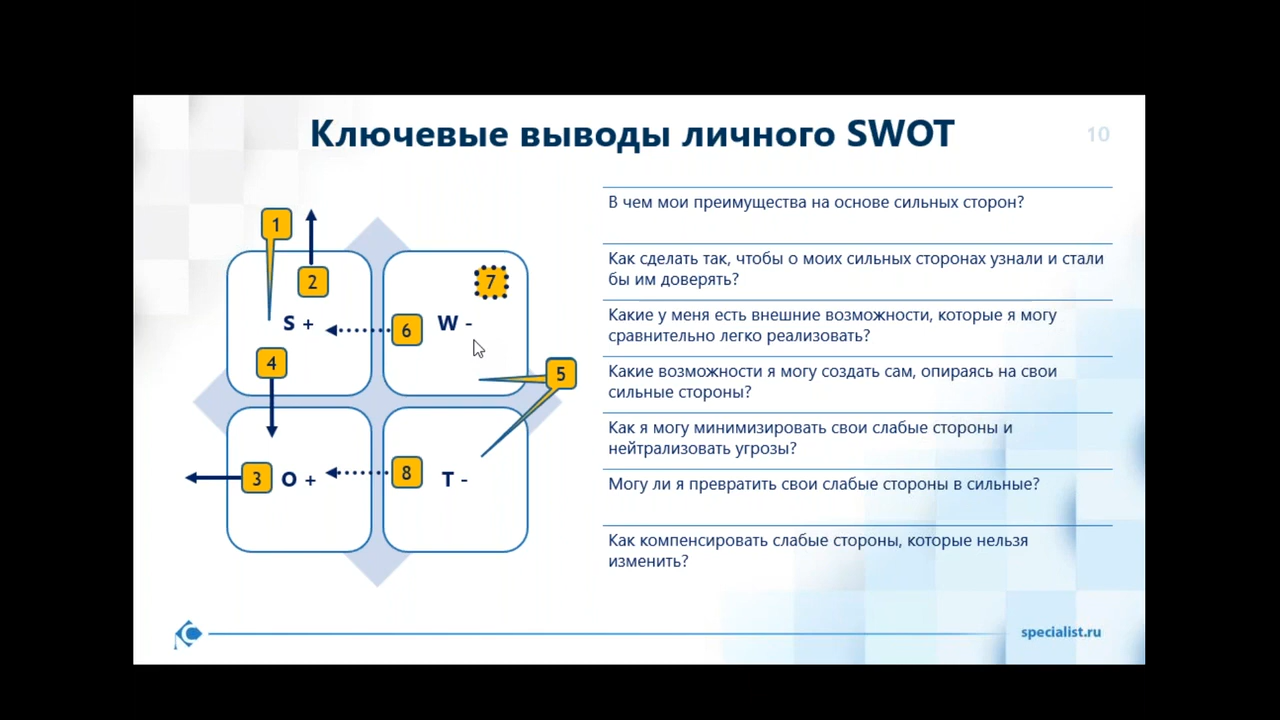 Ключевые выводы личного SWOT
10
1
2
7
S +
6
W -
4
5
3
O +
8
T -
В чем мои преимущества на основе сильных сторон?
Как сделать так, чтобы о моих сильных сторонах узнали и стали
бы им доверять?
Какие у меня есть внешние возможности, которые я могу
сравнительно легко реализовать?
Какие возможности я могу создать сам, опираясь на свои
сильные стороны?
Как я могу минимизировать свои слабые стороны и
нейтрализовать угрозы?
Могу ли я превратить свои слабые стороны в сильные?
Как компенсировать слабые стороны, которые нельзя
изменить?
specialist.ru